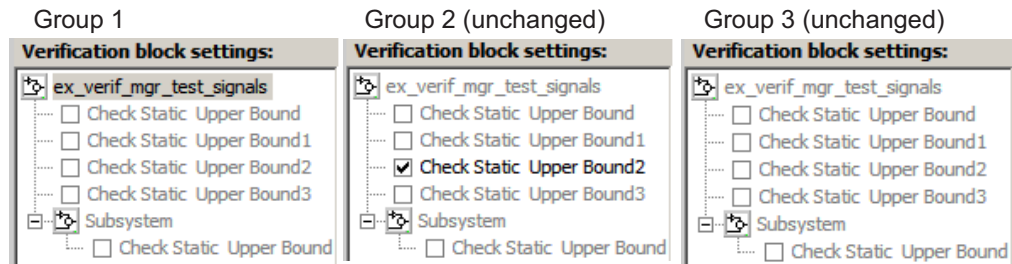 Group 1
Verification block settings:
ex_verif_mgr_test_signals
Check Static Upper Bound
Check Static Upper Bound1
Check Static Upper Bound2
Check Static Upper Bound3
Subsystem
Check Static Upper Bound
Group 2 (unchanged)
Verification block settings:
ex_verif_mgr_test_signals
Check Static Upper Bound
Check Static Upper Bound1
Check Static Upper Bound2
Check Static Upper Bound3
Subsystem
Check Static Upper Bound
Group 3 (unchanged)
Verification block settings:
ex_verif_mgr_test_signals
Check Static Upper Bound
Check Static Upper Bound1
Check Static Upper Bound2
Check Static Upper Bound3
Subsystem
Check Static Upper Bound